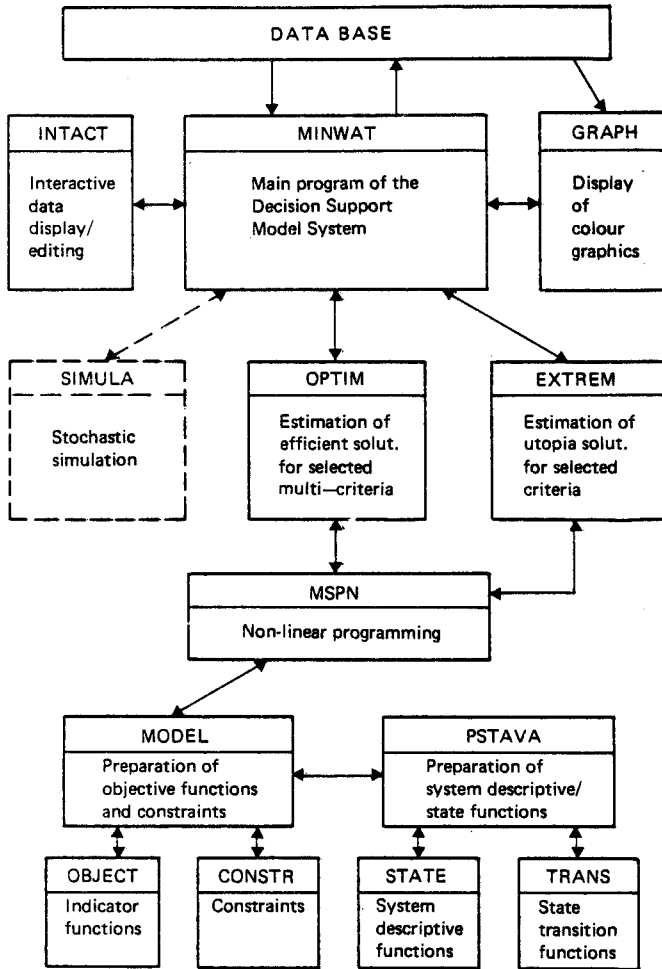 DATA BASE
INTACT
Interactive
data
display/
editing
MINWAT
Main program of the
Decision Support
Model System
GRAPH
Display
of
colour
graphics
SIMULA
Stochastic
simulation
OPTIM
Estimation of
efficient solut.
for selected
multi—criteria
EXTREM
Estimation of
utopia solut.
for selected
criteria
MSPN
Non-linear programming
MODEL
Preparation of
objective functions
and constraints
PSTAVA
Preparation of
system descriptive/
state functions
OBJECT
Indicator
functions
CONSTR
Constraints
STATE
System
descriptive
functions
TRANS
State
transition
functions